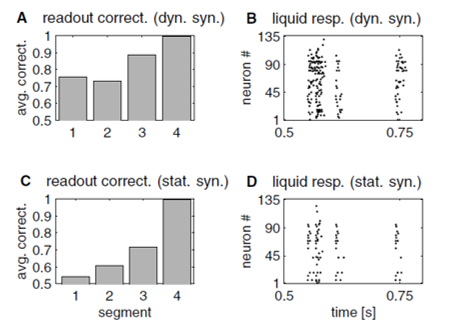 A readout correct. (dyn. syn.)
avg. correct.
1
0.9
0.8
0.7
0.6
0.5
1 2 3 4
B liquid resp. (dyn. syn.)
neuron #
135
90
45
1
0.5 0.75
C readout correct. (stat. syn.)
avg. correct.
1
0.9
0.8
0.7
0.6
0.5
1 2 3 4
segment
D liquid resp. (stat. syn.)
neuron #
135
90
45
1
0.5 0.75
time [s]